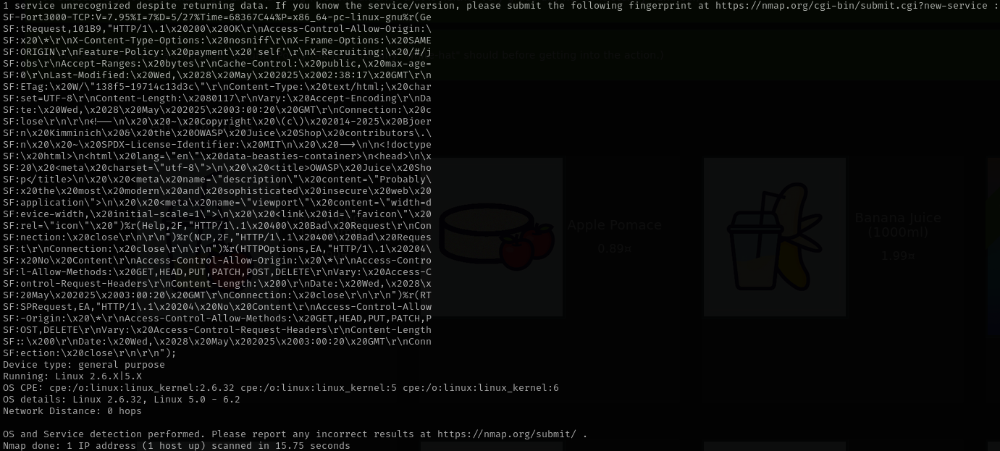 1 service unrecognized despite returning data. If you know the service/version, please submit the following fingerprint at https://nmap.org/cgi-bin/submit.cgi?new-service :
SF-Port3000-TCP:V=7.95%I=7%D=5/27%Time=68367C44%P=x86_64-pc-linux-gnu%r(Ge
SF:tRequest,101B9,"HTTP/1\.1\x20200\x20OK\r\nAccess-Control-Allow-Origin:\
SF:x20\*\r\nX-Content-Type-Options:\x20nosniff\r\nX-Frame-Options:\x20SAME
SF:ORIGIN\r\nFeature-Policy:\x20payment\x20'self'\r\nX-Recruiting:\x20/#/j
SF:obs\r\nAccept-Ranges:\x20bytes\r\nCache-Control:\x20public,\x20max-age=
SF:0\r\nLast-Modified:\x20Wed,\x2028\x20May\x202025\x2002:38:17\x20GMT\r\n
SF:ETag:\x20W/\"138f5-19714c13d3c\"\r\nContent-Type:\x20text/html;\x20char
SF:set=UTF-8\r\nContent-Length:\x2080117\r\nVary:\x20Accept-Encoding\r\nDa
SF:te:\x20Wed,\x2028\x20May\x202025\x2003:00:20\x20GMT\r\nConnection:\x20c
SF:lose\r\n\r\n<!--\n\x20\x20~\x20Copyright\x20\(c\)\x202014-2025\x20Bjoer
SF:n\x20Kimminich\x20&\x20the\x20OWASP\x20Juice\x20Shop\x20contributors\.\
SF:n\x20\x20~\x20SPDX-License-Identifier:\x20MIT\n\x20\x20-->\n\n<!doctype
SF:\x20html>\n<html\x20lang=\"en\"\x20data-beasties-container>\n<head>\n\x
SF:20\x20<meta\x20charset=\"utf-8\">\n\x20\x20<title>OWASP\x20Juice\x20Sho
SF:p</title>\n\x20\x20<meta\x20name=\"description\"\x20content=\"Probably\
SF:x20the\x20most\x20modern\x20and\x20sophisticated\x20insecure\x20web\x20
SF:application\">\n\x20\x20<meta\x20name=\"viewport\"\x20content=\"width=d
SF:evice-width,\x20initial-scale=1\">\n\x20\x20<link\x20id=\"favicon\"\x20
SF:rel=\"icon\"\x20")%r(Help,2F,"HTTP/1\.1\x20400\x20Bad\x20Request\r\nCon
SF:nection:\x20close\r\n\r\n")%r(NCP,2F,"HTTP/1\.1\x20400\x20Bad\x20Reques
SF:t\r\nConnection:\x20close\r\n\r\n")%r(HTTPOptions,EA,"HTTP/1\.1\x20204\
SF:x20No\x20Content\r\nAccess-Control-Allow-Origin:\x20\*\r\nAccess-Contro
SF:l-Allow-Methods:\x20GET,HEAD,PUT,PATCH,POST,DELETE\r\nVary:\x20Access-C
SF:ontrol-Request-Headers\r\nContent-Length:\x200\r\nDate:\x20Wed,\x2028\x
SF:20May\x202025\x2003:00:20\x20GMT\r\nConnection:\x20close\r\n\r\n")%r(RT
SF:SPRequest,EA,"HTTP/1\.1\x20204\x20No\x20Content\r\nAccess-Control-Allow
SF:-Origin:\x20\*\r\nAccess-Control-Allow-Methods:\x20GET,HEAD,PUT,PATCH,P
SF:OST,DELETE\r\nVary:\x20Access-Control-Request-Headers\r\nContent-Length
SF::\x200\r\nDate:\x20Wed,\x2028\x20May\x202025\x2003:00:20\x20GMT\r\nConn
SF:ection:\x20close\r\n\r\n");
Device type: general purpose
Running: Linux 2.6.X|5.X
OS CPE: cpe:/o:linux:linux_kernel:2.6.32 cpe:/o:linux:linux_kernel:5 cpe:/o:linux:linux_kernel:6
OS details: Linux 2.6.32, Linux 5.0 - 6.2
Network Distance: 0 hops
OS and Service detection performed. Please report any incorrect results at https://nmap.org/submit/ .
Nmap done: 1 IP address (1 host up) scanned in 15.75 seconds
should before getting into the action.)
Apple Pomace
0.89¤
Banana Juice
(1000ml)
1.99¤